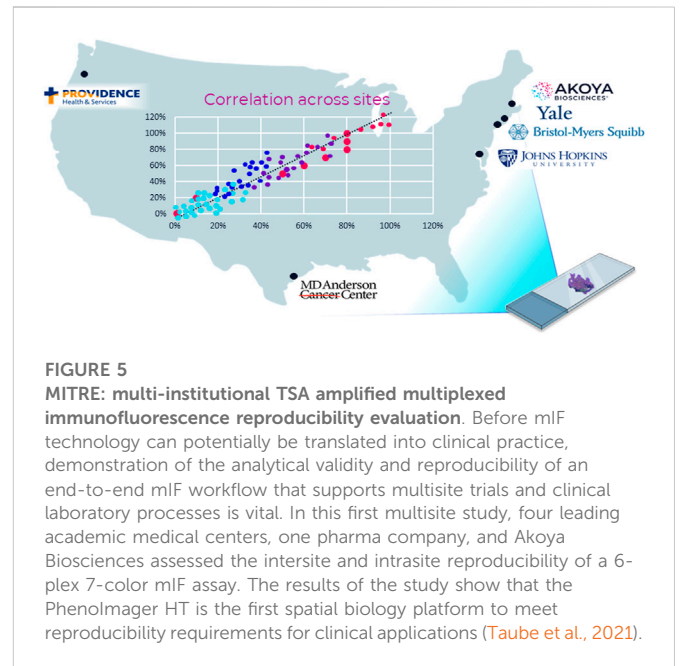 PROVIDENCE
Health & Services
Correlation across sites
120%
100%
80%
60%
40%
20%
0%
0% 20% 40% 60% 80% 100% 120%
AKOYA
BIOSCIENCES
Yale
Bristol-Myers Squibb
JOHNS HOPKINS
UNIVERSITY
MD Anderson
Cancer Center
FIGURE 5
MITRE: multi-institutional TSA amplified multiplexed
immunofluorescence reproducibility evaluation. Before mIF
technology can potentially be translated into clinical practice,
demonstration of the analytical validity and reproducibility of an
end-to-end mIF workflow that supports multisite trials and clinical
laboratory processes is vital. In this first multisite study, four leading
academic medical centers, one pharma company, and Akoya
Biosciences assessed the intersite and intrasite reproducibility of a 6-
plex 7-color mIF assay. The results of the study show that the
PhenoImager HT is the first spatial biology platform to meet
reproducibility requirements for clinical applications (Taube et al., 2021).